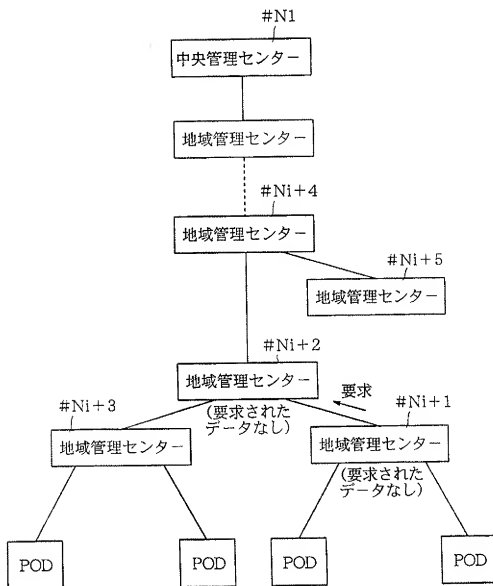 #N1
中央管理センター
地域管理センター
#Ni+4
地域管理センター
#Ni+5
地域管理センター
#Ni+2
地域管理センター
(要求された
データなし)
要求
#Ni+3
地域管理センター
#Ni+1
地域管理センター
(要求された
データなし)
POD
POD
POD
POD